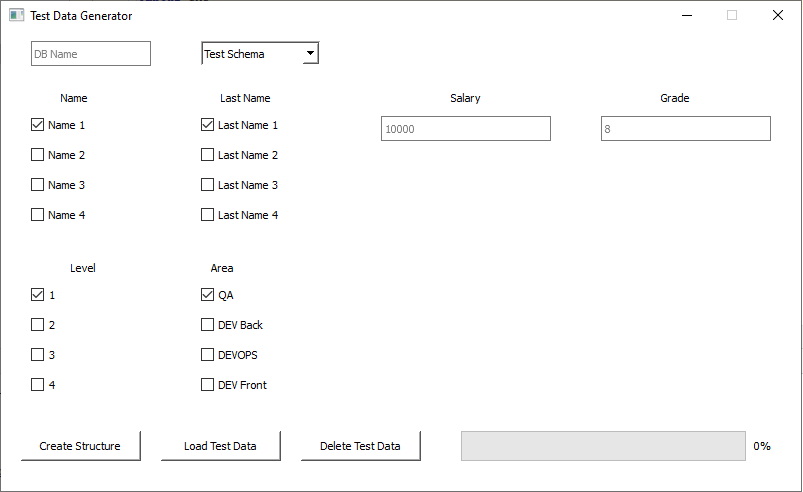 Test Data Generator
DB Name
Test Schema
Name
Last Name
Salary
Grade
Name 1
Last Name 1
10000
8
Name 2
Last Name 2
Name 3
Last Name 3
Name 4
Last Name 4
Level
Area
1
QA
2
DEV Back
3
DEVOPS
4
DEV Front
Create Structure
Load Test Data
Delete Test Data
0%